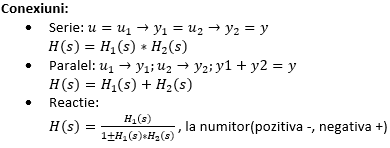 Conexiuni:
• Serie: u = u₁ → y₁ = u₂ → y₂ = y
H(s) = H₁(s) ∗ H₂(s)
• Paralel: u₁ → y₁; u₂ → y₂; y1 + y2 = y
H(s) = H₁(s) + H₂(s)
• Reactie:
H(s) = H₁(s) / 1±H₁(s)∗H₂(s) , la numitor(pozitiva -, negativa +)